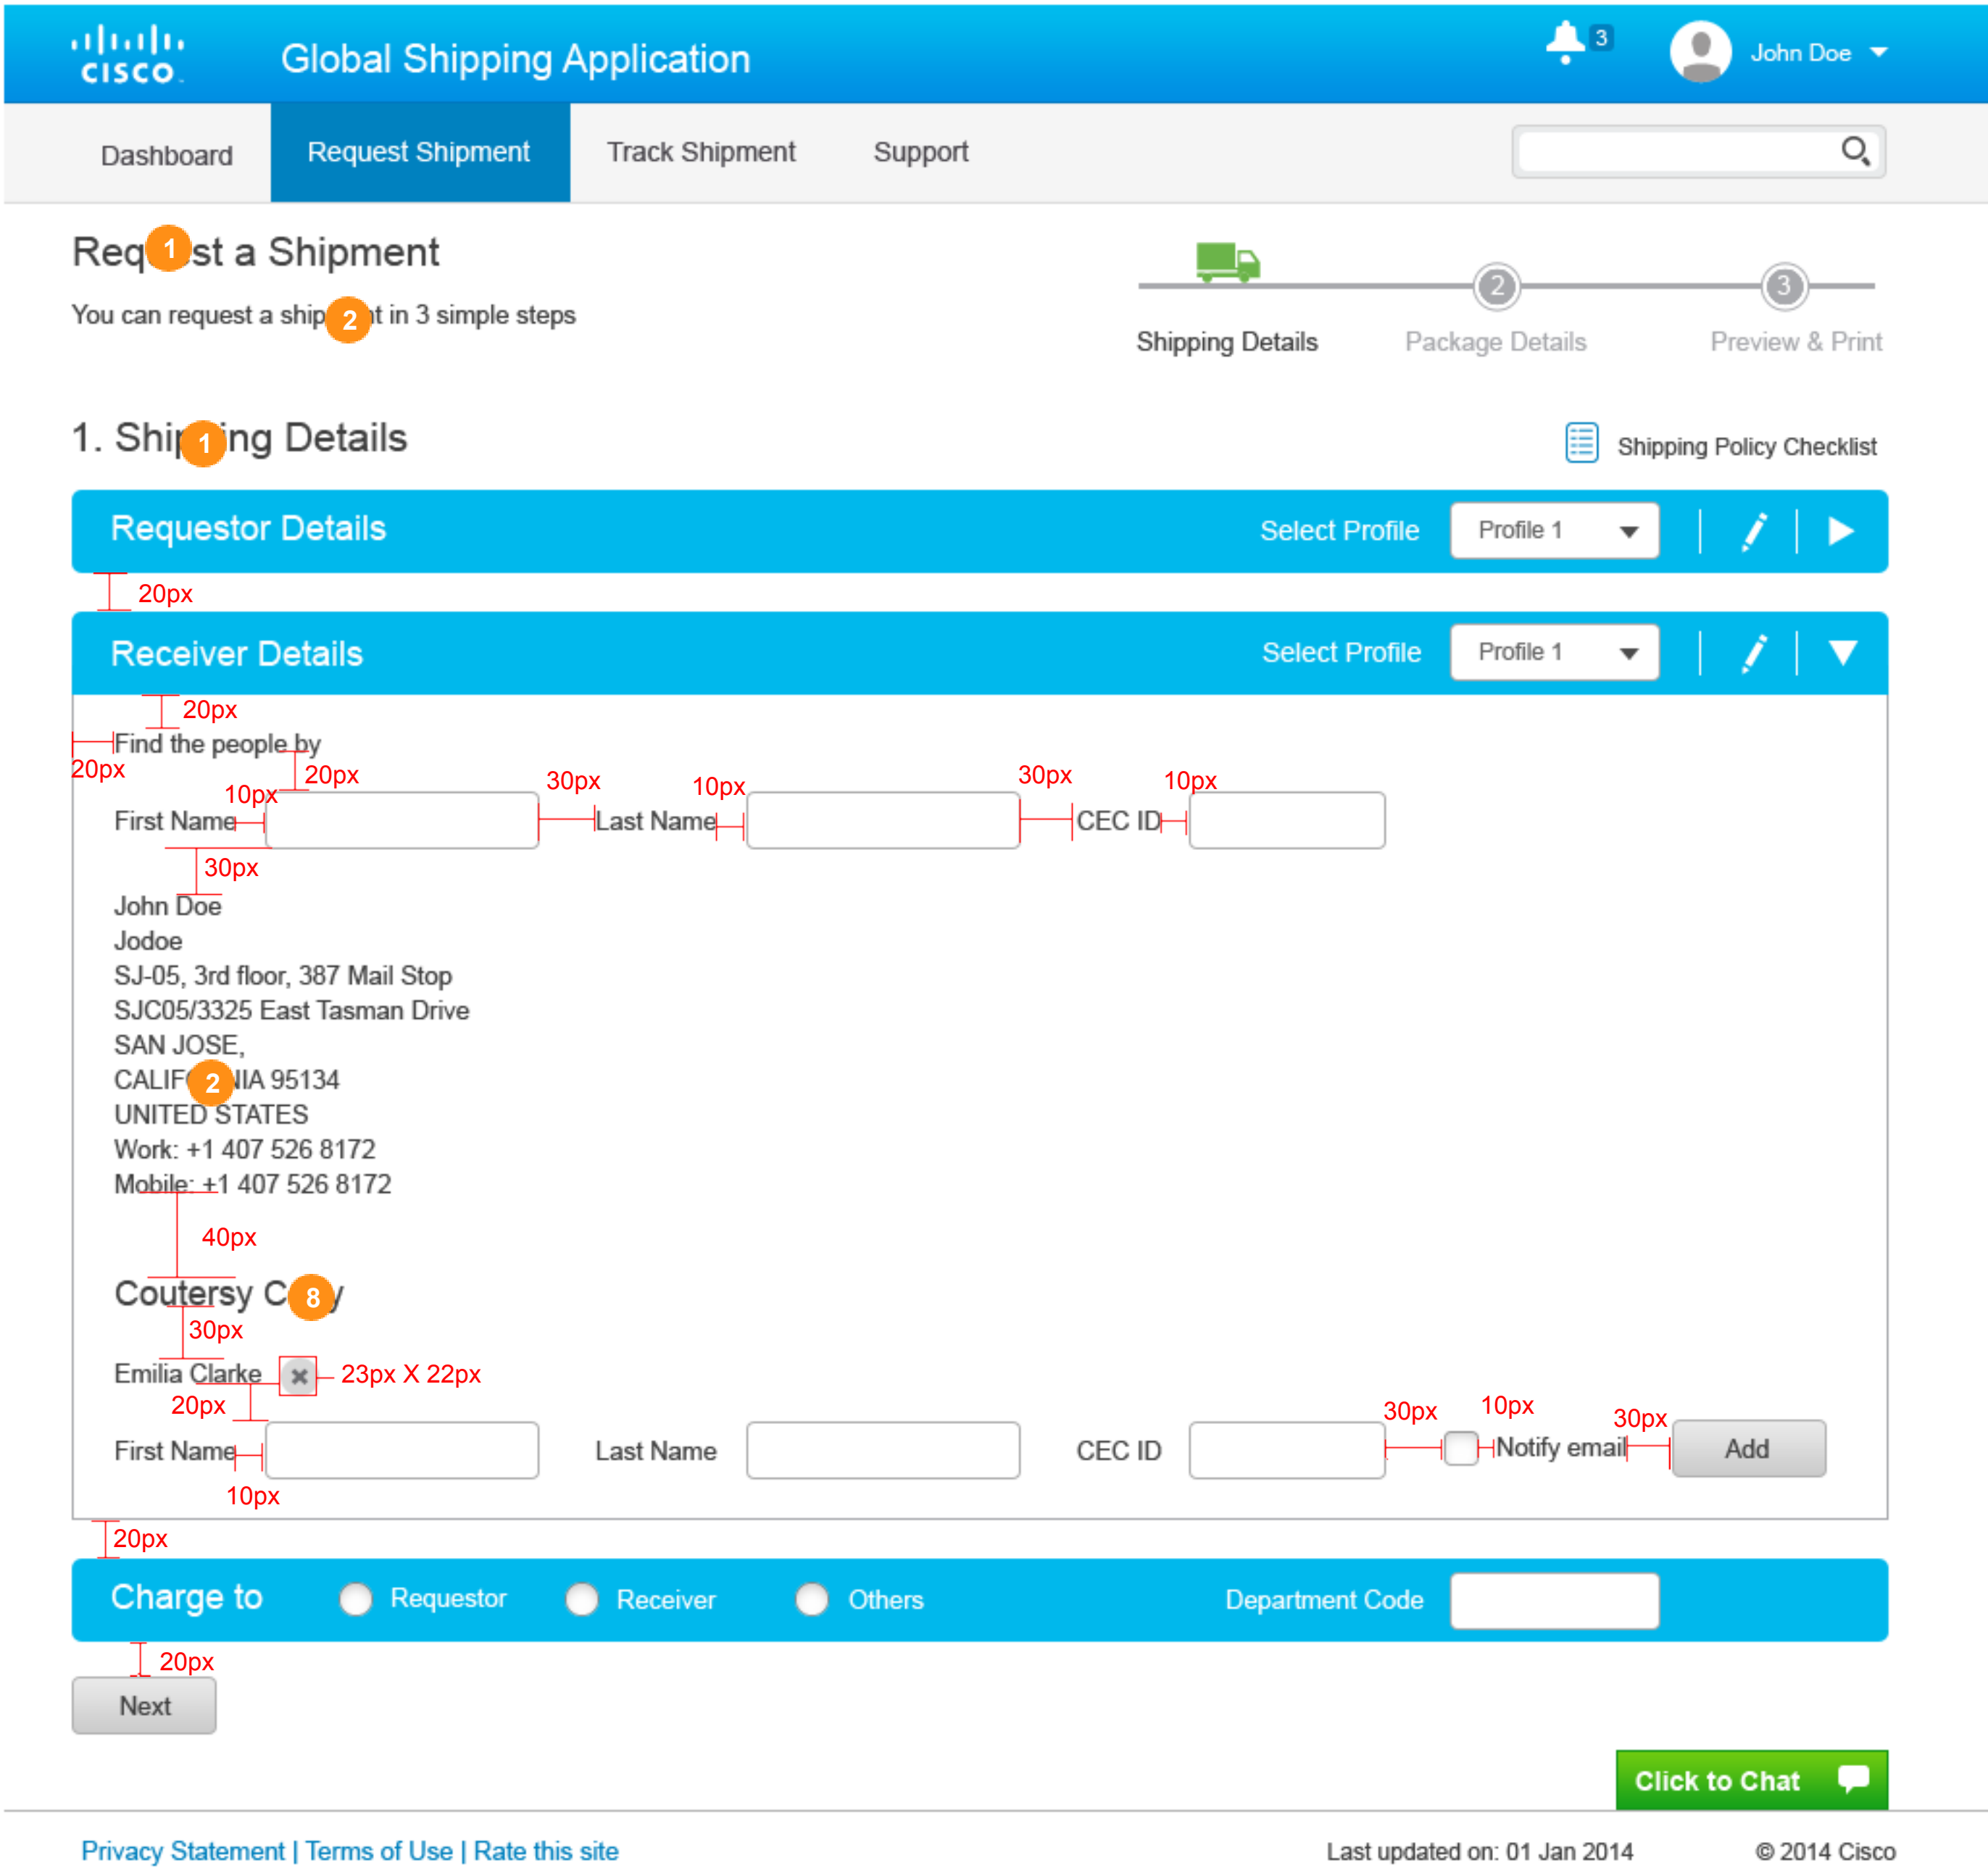 CISCO
Global Shipping Application
3
John Doe
Dashboard
Request Shipment
Track Shipment
Support
Req 1 st a Shipment
You can request a ship 2 nt in 3 simple steps
2
3
Shipping Details
Package Details
Preview & Print
1. Ship 1 ing Details
Shipping Policy Checklist
Requestor Details
Select Profile
Profile 1
20px
Receiver Details
Select Profile
Profile 1
20px
Find the people by
20px
20px
10px
30px
10px
30px
10px
First Name
Last Name
CEC ID
30px
John Doe
Jodoe
SJ-05, 3rd floor, 387 Mail Stop
SJC05/3325 East Tasman Drive
SAN JOSE,
CALIF 2 NIA 95134
UNITED STATES
Work: +1 407 526 8172
Mobile: +1 407 526 8172
40px
Coutersy C 8 y
30px
Emilia Clarke
23px X 22px
20px
30px
10px
30px
First Name
Last Name
CEC ID
Notify email
Add
10px
20px
Charge to
Requestor
Receiver
Others
Department Code
20px
Next
Click to Chat
Privacy Statement | Terms of Use | Rate this site
Last updated on: 01 Jan 2014
© 2014 Cisco